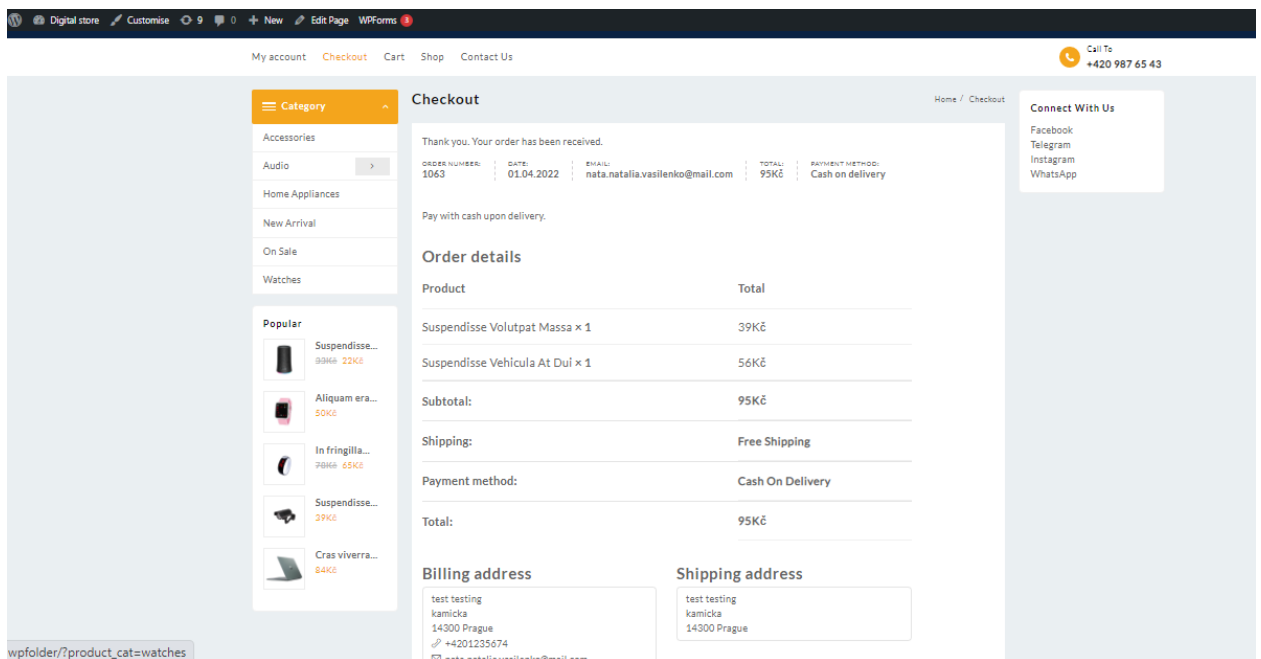 Digital store Customise 9 0 New Edit Page WPForms 3
My account Checkout Cart Shop Contact Us
Call To
+420 987 65 43
Category
Accessories
Audio
Home Appliances
New Arrival
On Sale
Watches
Popular
Suspendisse...
33Kč 22Kč
Aliquam era...
50Kč
In fringilla...
78Kč 65Kč
Suspendisse...
39Kč
Cras viverra...
84Kč
Checkout
Home / Checkout
Thank you. Your order has been received.
ORDER NUMBER: DATE: EMAIL: TOTAL: PAYMENT METHOD:
1063 01.04.2022 nata.natalia.vasilenko@mail.com 95Kč Cash on delivery
Pay with cash upon delivery.
Order details
Product Total
Suspendisse Volutpat Massa × 1 39Kč
Suspendisse Vehicula At Dui × 1 56Kč
Subtotal: 95Kč
Shipping: Free Shipping
Payment method: Cash On Delivery
Total: 95Kč
Billing address
test testing
kamicka
14300 Prague
+4201235674
nata.natalia.vasilenko@mail.com
Shipping address
test testing
kamicka
14300 Prague
Connect With Us
Facebook
Telegram
Instagram
WhatsApp
wpfolder/?product_cat=watches